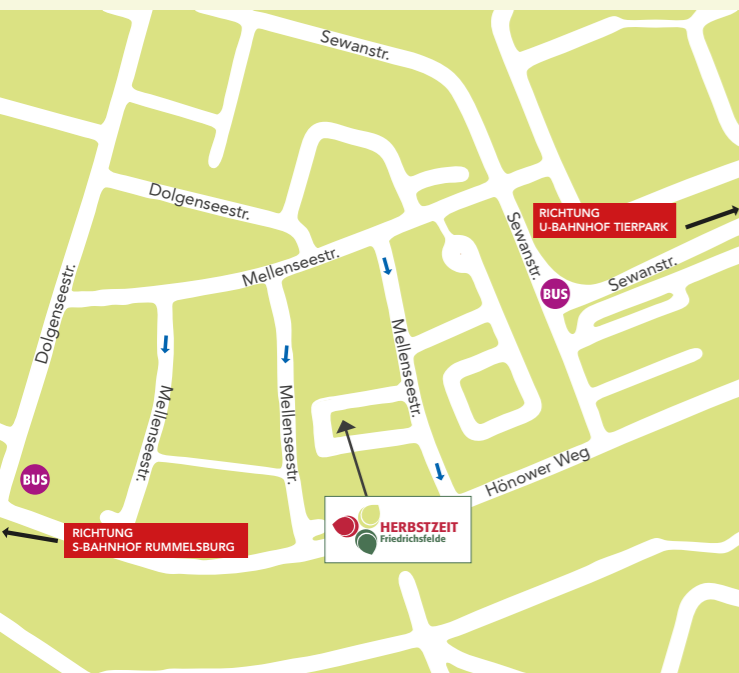 Sewanstr.
Dolgenseestr.
RICHTUNG
U-BAHNHOF TIERPARK
Sewanstr.
Mellenseestr.
Sewanstr.
BUS
Dolgenseestr.
Mellenseestr.
Mellenseestr.
Mellenseestr.
Hönower Weg
BUS
HERBSTZEIT
Friedrichsfelde
RICHTUNG
S-BAHNHOF RUMMELSBURG